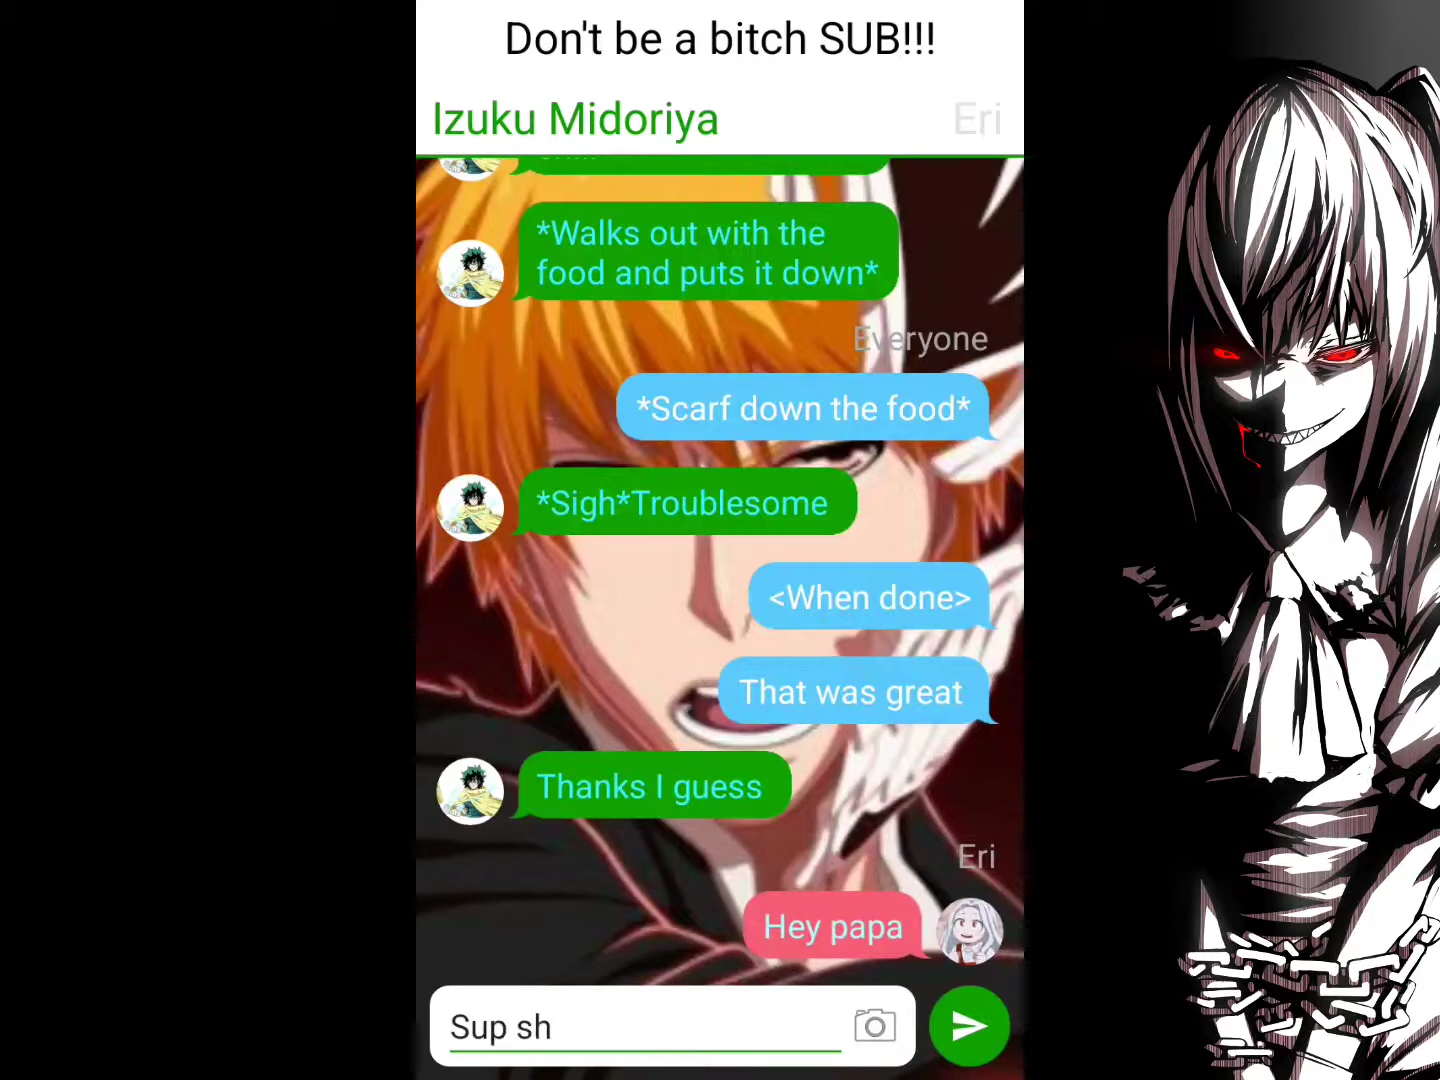 Don't be a bitch SUB!!!
Izuku Midoriya
Eri
*Walks out with the
food and puts it down*
Everyone
*Scarf down the food*
*Sigh*Troublesome
<When done>
That was great
Thanks I guess
Eri
Hey papa
Sup sh